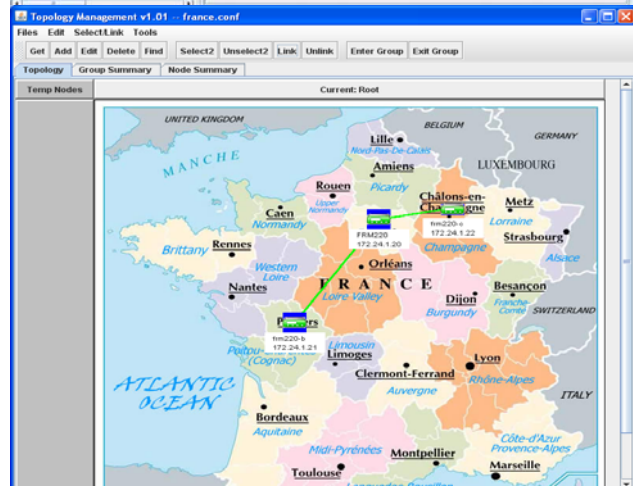 Topology Management v1.01 -- france.conf
Files Edit Select/Link Tools
Get Add Edit Delete Find Select2 Unselect2 Link Unlink Enter Group Exit Group
Topology Group Summary Node Summary
Temp Nodes Current: Root
UNITED KINGDOM
BELGIUM
GERMANY
MANCHE
Lille
Nord-Pas-De-Calais
Amiens
LUXEMBOURG
Picardy
Rouen
Upper
Normandy
Châlons-en-
Metz
Lorraine
Caen
Normandy
FRM220
172.24.1.20
frm220-c
172.24.1.22
Champagne
Strasbourg
Alsace
Brittany
Rennes
Western
Loire
Orléans
Nantes
FRANCE
Loire Valley
Besançon
Franche-
Comté
SWITZERLAND
Dijon
Burgundy
frm220-b
172.24.1.21
(Cognac)
Limousin
Limoges
Clermont-Ferrand
Auvergne
Lyon
Rhône-Alpes
ATLANTIC
OCEAN
ITALY
Bordeaux
Aquitaine
Midi-Pyrénées
Montpellier
Côte-d'Azur
Provence-Alpes
Toulouse
Marseille